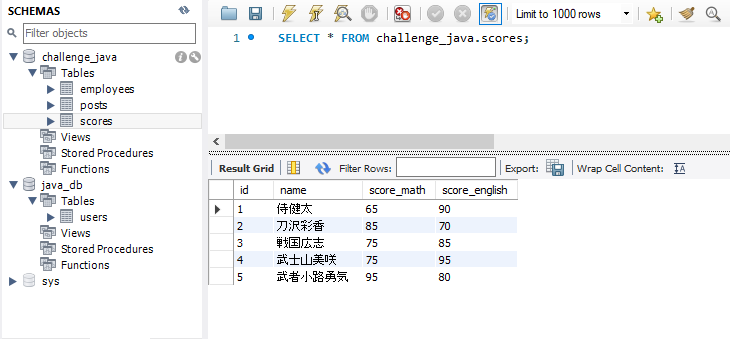 SCHEMAS
Filter objects
challenge_java
Tables
employees
posts
scores
Views
Stored Procedures
Functions
java_db
Tables
users
Views
Stored Procedures
Functions
sys
Limit to 1000 rows
1 SELECT * FROM challenge_java.scores;
Result Grid Filter Rows: Export: Wrap Cell Content: IA
id name score_math score_english
1 侍健太 65 90
2 刀沢彩香 85 70
3 戦国広志 75 85
4 武士山美咲 75 95
5 武者小路勇気 95 80